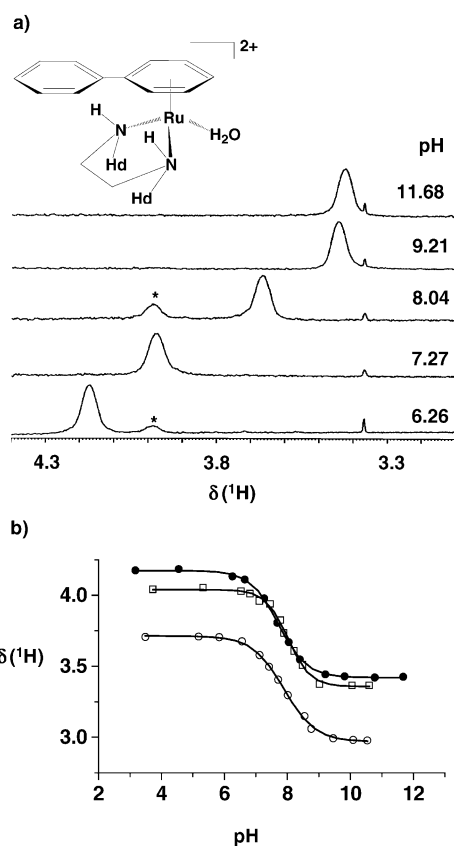 a)
2+
H
N
Ru
H
N
H₂O
Hd
Hd
pH
11.68
9.21
*
8.04
7.27
*
6.26
4.3 3.8 3.3
δ(¹H)
b)
4.0
δ(¹H)
3.5
3.0
2 4 6 8 10 12
pH